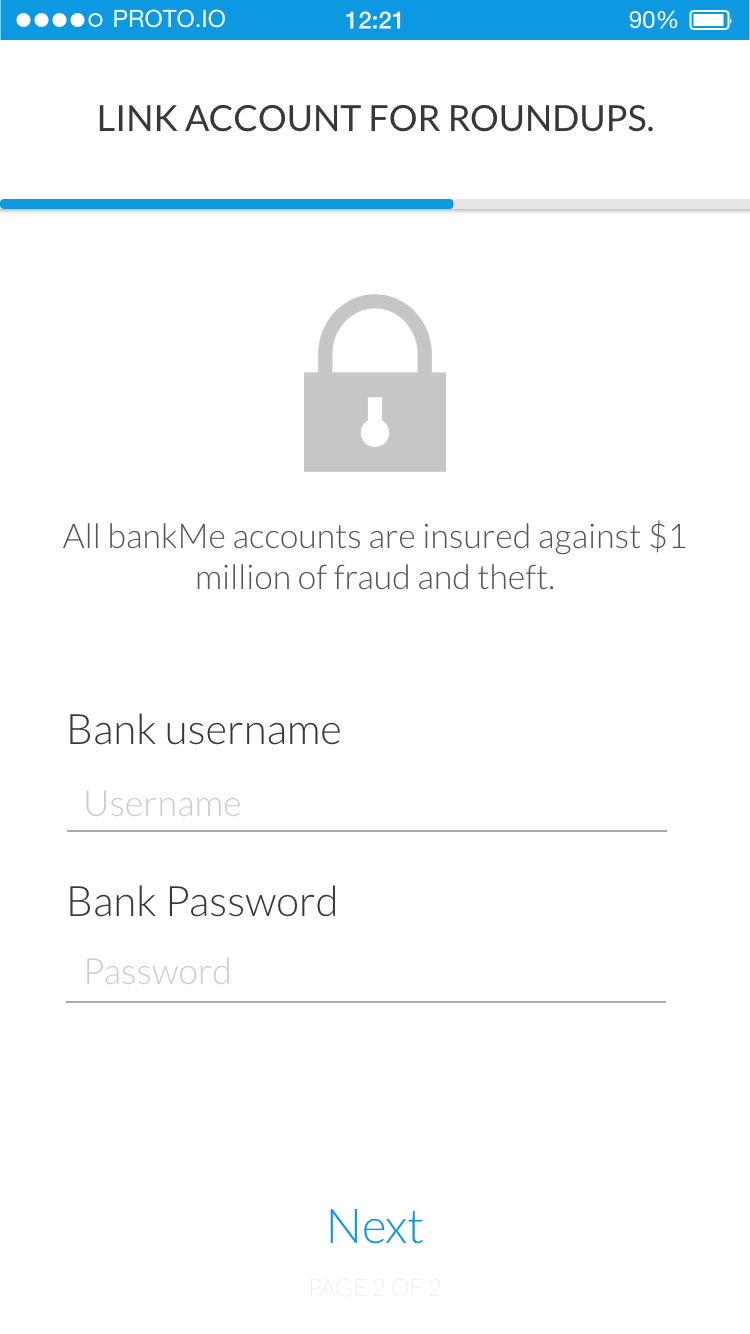 PROTO.IO 12:21 90%
LINK ACCOUNT FOR ROUNDUPS.
All bankMe accounts are insured against $1
million of fraud and theft.
Bank username
Username
Bank Password
Password
Next
PAGE 2 OF 2